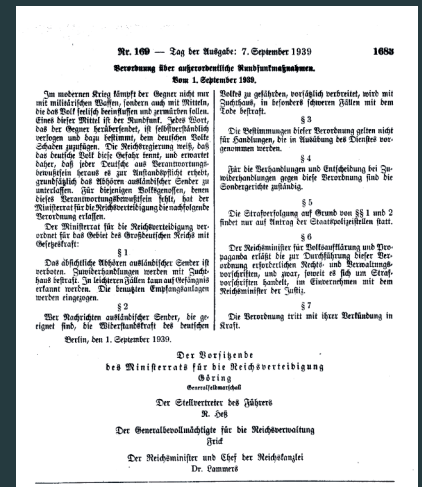 Nr. 169 — Tag der Ausgabe: 7. September 1939 1683
Verordnung über außerordentliche Rundfunkmaßnahmen.
Vom 1. September 1939.
Im modernen Krieg kämpft der Gegner nicht nur
mit militärischen Waffen, sondern auch mit Mitteln,
die das Volk seelisch beeinflussen und zermürben sollen.
Eines dieser Mittel ist der Rundfunk. Jedes Wort,
das der Gegner herübersendet, ist selbstverständlich
verlogen und dazu bestimmt, dem deutschen Volke
Schaden zuzufügen. Die Reichsregierung weiß, daß
das deutsche Volk diese Gefahr kennt, und erwartet
daher, daß jeder Deutsche aus Verantwortungs-
bewußtsein heraus es zur Anstandspflicht erhebt,
grundsätzlich das Abhören ausländischer Sender zu
unterlassen. Für diejenigen Volksgenossen, denen
dieses Verantwortungsbewußtsein fehlt, hat der
Ministerrat für die Reichsverteidigung die nachfolgende
Verordnung erlassen.
Der Ministerrat für die Reichsverteidigung ver-
ordnet für das Gebiet des Großdeutschen Reichs mit
Gesetzeskraft:
§ 1
Das absichtliche Abhören ausländischer Sender ist
verboten. Zuwiderhandlungen werden mit Zucht-
haus bestraft. In leichteren Fällen kann auf Gefängnis
erkannt werden. Die benutzten Empfangsanlagen
werden eingezogen.
§ 2
Wer Nachrichten ausländischer Sender, die ge-
eignet sind, die Widerstandskraft des deutschen
Volkes zu gefährden, vorsätzlich verbreitet, wird mit
Zuchthaus, in besonders schweren Fällen mit dem
Tode bestraft.
§ 3
Die Bestimmungen dieser Verordnung gelten nicht
für Handlungen, die in Ausübung des Dienstes vor-
genommen werden.
§ 4
Für die Verhandlungen und Entscheidung bei Zu-
widerhandlungen gegen diese Verordnung sind die
Sondergerichte zuständig.
§ 5
Die Strafverfolgung auf Grund von §§ 1 und 2
findet nur auf Antrag der Staatspolizeistellen statt.
§ 6
Der Reichsminister für Volksaufklärung und Pro-
paganda erläßt die zur Durchführung dieser Ver-
ordnung erforderlichen Rechts- und Verwaltungs-
vorschriften, und zwar, soweit es sich um Straf-
vorschriften handelt, im Einvernehmen mit dem
Reichsminister der Justiz.
§ 7
Die Verordnung tritt mit ihrer Verkündung in
Kraft.
Berlin, den 1. September 1939.
Der Vorsitzende
des Ministerrats für die Reichsverteidigung
Göring
Generalfeldmarschall
Der Stellvertreter des Führers
R. Heß
Der Generalbevollmächtigte für die Reichsverwaltung
Frick
Der Reichsminister und Chef der Reichskanzlei
Dr. Lammers